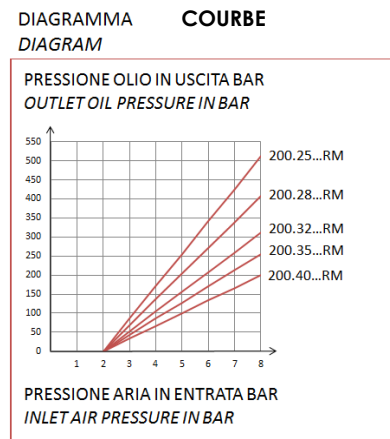 DIAGRAMMA COURBE
DIAGRAM
PRESSIONE OLIO IN USCITA BAR
OUTLET OIL PRESSURE IN BAR
550
500
450
400
350
300
250
200
150
100
50
0
200.25...RM
200.28...RM
200.32...RM
200.35...RM
200.40...RM
1 2 3 4 5 6 7 8
PRESSIONE ARIA IN ENTRATA BAR
INLET AIR PRESSURE IN BAR